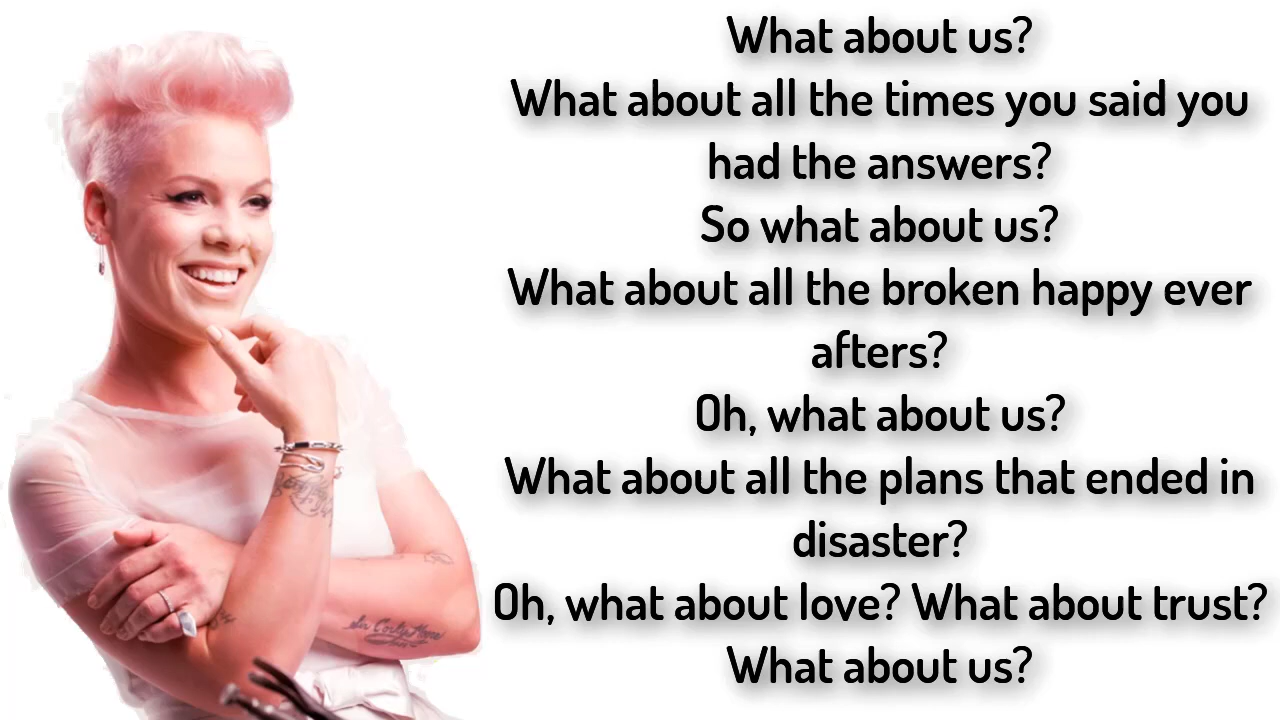 What about us?
What about all the times you said you
had the answers?
So what about us?
What about all the broken happy ever
afters?
Oh, what about us?
What about all the plans that ended in
disaster?
Oh, what about love? What about trust?
What about us?